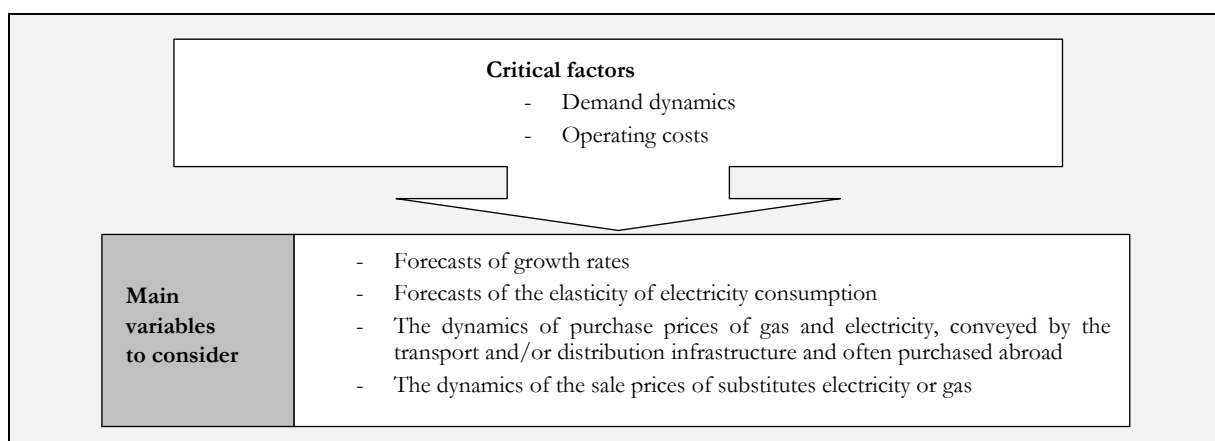 Critical factors
- Demand dynamics
- Operating costs
Main
variables
to consider
- Forecasts of growth rates
- Forecasts of the elasticity of electricity consumption
- The dynamics of purchase prices of gas and electricity, conveyed by the
transport and/or distribution infrastructure and often purchased abroad
- The dynamics of the sale prices of substitutes electricity or gas